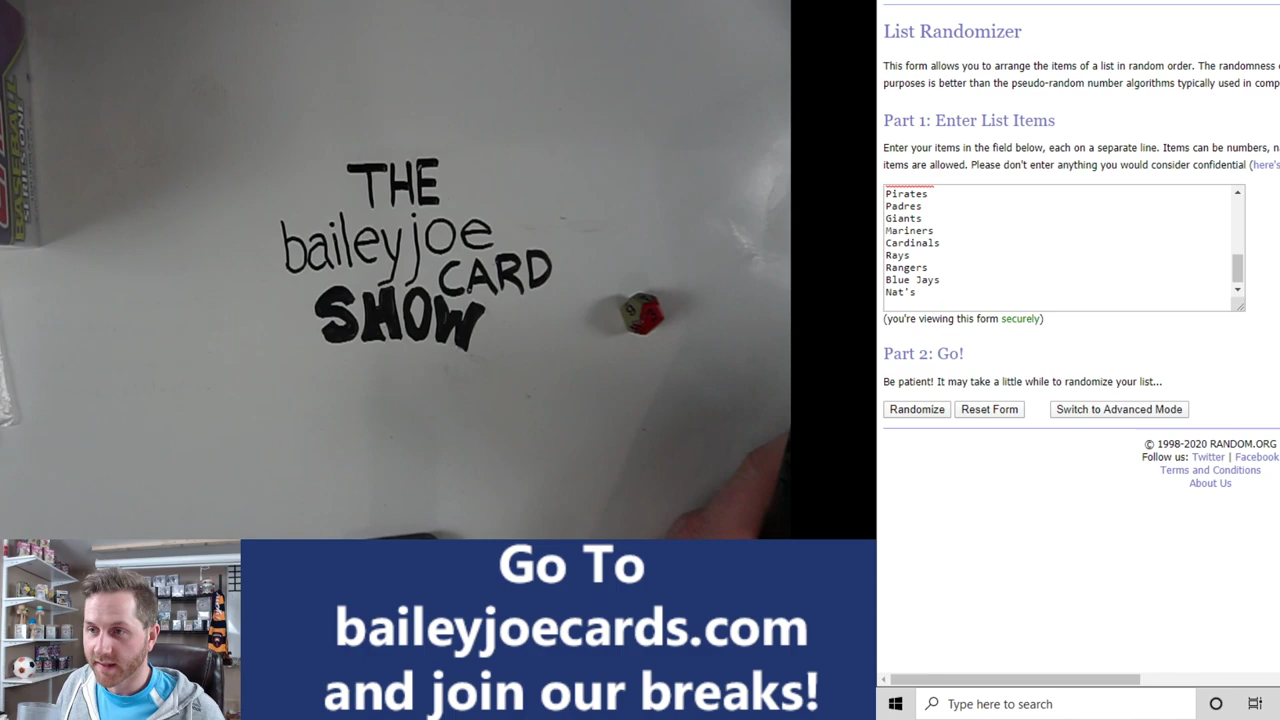 THE
baileyjoe
CARD
SHOW
6
Go To
baileyjoecards.com
and join our breaks!
List Randomizer
This form allows you to arrange the items of a list in random order. The randomness
purposes is better than the pseudo-random number algorithms typically used in comp
Part 1: Enter List Items
Enter your items in the field below, each on a separate line. Items can be numbers, n
items are allowed. Please don't enter anything you would consider confidential (here's
Pirates
Padres
Giants
Mariners
Cardinals
Rays
Rangers
Blue Jays
Nat's
(you're viewing this form securely)
Part 2: Go!
Be patient! It may take a little while to randomize your list...
Randomize Reset Form Switch to Advanced Mode
© 1998-2020 RANDOM.ORG
Follow us: Twitter | Facebook
Terms and Conditions
About Us
Type here to search